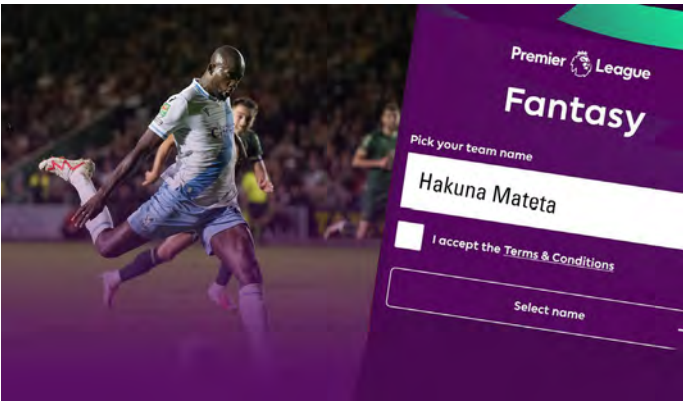 Premier League
Fantasy
Pick your team name
Hakuna Mateta
I accept the Terms & Conditions
Select name